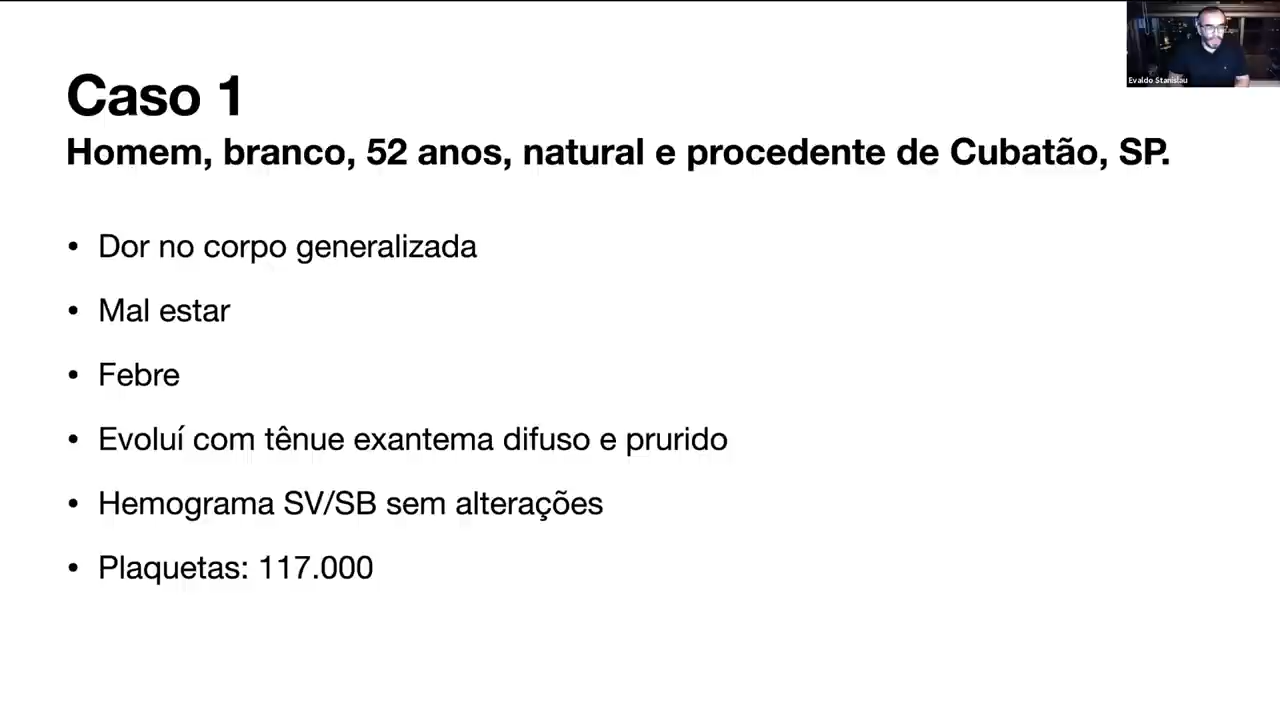 Caso 1
Homem, branco, 52 anos, natural e procedente de Cubatão, SP.
• Dor no corpo generalizada
• Mal estar
• Febre
• Evoluí com tênue exantema difuso e prurido
• Hemograma SV/SB sem alterações
• Plaquetas: 117.000
Evaldo Stanislau